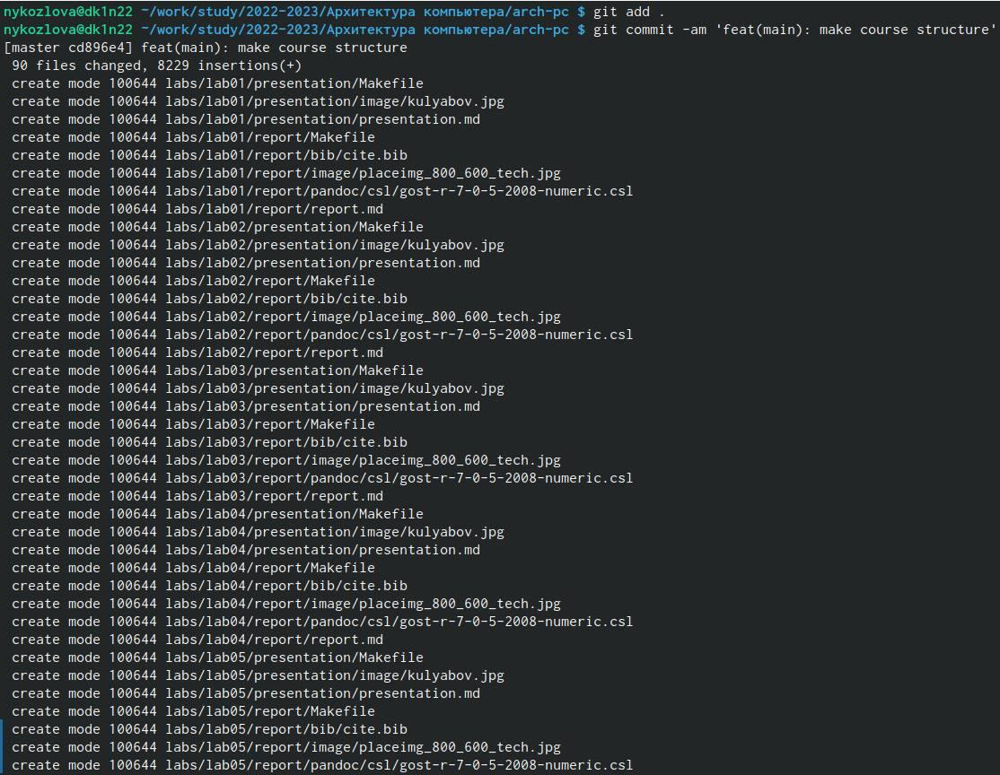 nykozlova@dk1n22 ~/work/study/2022-2023/Архитектура компьютера/arch-pc $ git add .
nykozlova@dk1n22 ~/work/study/2022-2023/Архитектура компьютера/arch-pc $ git commit -am 'feat(main): make course structure'
[master cd896e4] feat(main): make course structure
 90 files changed, 8229 insertions(+)
 create mode 100644 labs/lab01/presentation/Makefile
 create mode 100644 labs/lab01/presentation/image/kulyabov.jpg
 create mode 100644 labs/lab01/presentation/presentation.md
 create mode 100644 labs/lab01/report/Makefile
 create mode 100644 labs/lab01/report/bib/cite.bib
 create mode 100644 labs/lab01/report/image/placeimg_800_600_tech.jpg
 create mode 100644 labs/lab01/report/pandoc/csl/gost-r-7-0-5-2008-numeric.csl
 create mode 100644 labs/lab01/report/report.md
 create mode 100644 labs/lab02/presentation/Makefile
 create mode 100644 labs/lab02/presentation/image/kulyabov.jpg
 create mode 100644 labs/lab02/presentation/presentation.md
 create mode 100644 labs/lab02/report/Makefile
 create mode 100644 labs/lab02/report/bib/cite.bib
 create mode 100644 labs/lab02/report/image/placeimg_800_600_tech.jpg
 create mode 100644 labs/lab02/report/pandoc/csl/gost-r-7-0-5-2008-numeric.csl
 create mode 100644 labs/lab02/report/report.md
 create mode 100644 labs/lab03/presentation/Makefile
 create mode 100644 labs/lab03/presentation/image/kulyabov.jpg
 create mode 100644 labs/lab03/presentation/presentation.md
 create mode 100644 labs/lab03/report/Makefile
 create mode 100644 labs/lab03/report/bib/cite.bib
 create mode 100644 labs/lab03/report/image/placeimg_800_600_tech.jpg
 create mode 100644 labs/lab03/report/pandoc/csl/gost-r-7-0-5-2008-numeric.csl
 create mode 100644 labs/lab03/report/report.md
 create mode 100644 labs/lab04/presentation/Makefile
 create mode 100644 labs/lab04/presentation/image/kulyabov.jpg
 create mode 100644 labs/lab04/presentation/presentation.md
 create mode 100644 labs/lab04/report/Makefile
 create mode 100644 labs/lab04/report/bib/cite.bib
 create mode 100644 labs/lab04/report/image/placeimg_800_600_tech.jpg
 create mode 100644 labs/lab04/report/pandoc/csl/gost-r-7-0-5-2008-numeric.csl
 create mode 100644 labs/lab04/report/report.md
 create mode 100644 labs/lab05/presentation/Makefile
 create mode 100644 labs/lab05/presentation/image/kulyabov.jpg
 create mode 100644 labs/lab05/presentation/presentation.md
 create mode 100644 labs/lab05/report/Makefile
 create mode 100644 labs/lab05/report/bib/cite.bib
 create mode 100644 labs/lab05/report/image/placeimg_800_600_tech.jpg
 create mode 100644 labs/lab05/report/pandoc/csl/gost-r-7-0-5-2008-numeric.csl